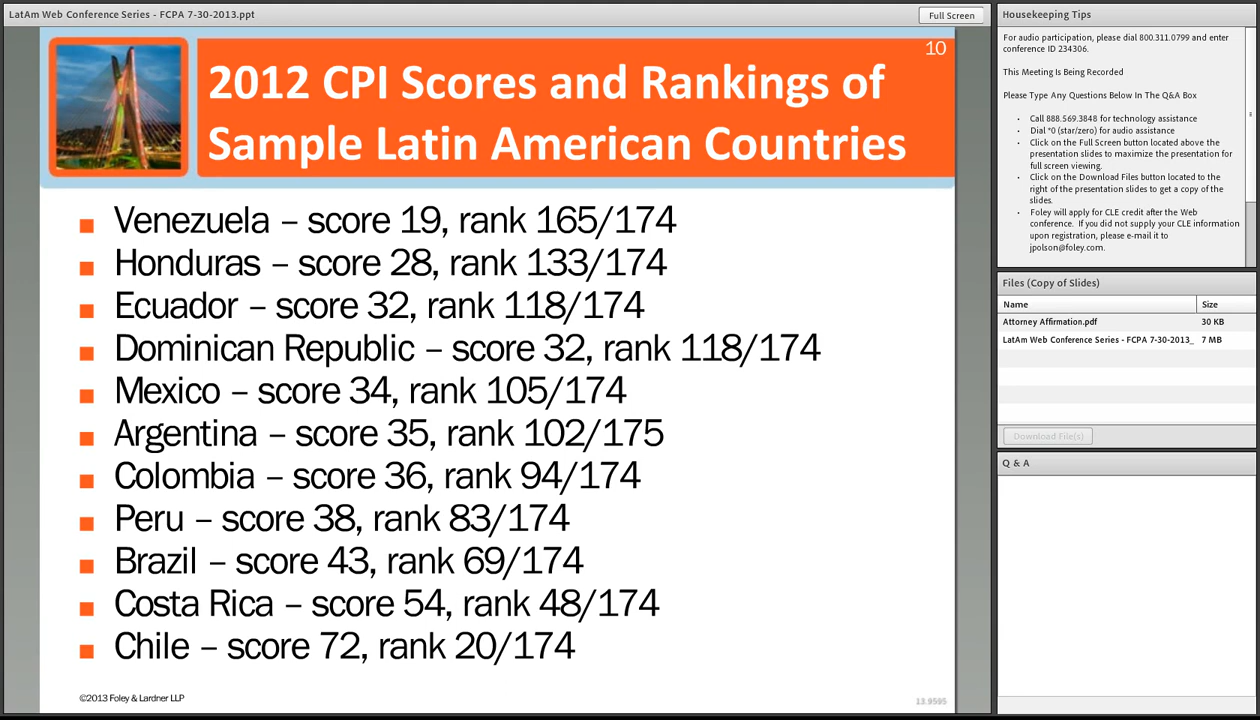 LatAm Web Conference Series - FCPA 7-30-2013.ppt
Full Screen
10
2012 CPI Scores and Rankings of
Sample Latin American Countries
Venezuela – score 19, rank 165/174
Honduras – score 28, rank 133/174
Ecuador – score 32, rank 118/174
Dominican Republic – score 32, rank 118/174
Mexico – score 34, rank 105/174
Argentina – score 35, rank 102/175
Colombia – score 36, rank 94/174
Peru – score 38, rank 83/174
Brazil – score 43, rank 69/174
Costa Rica – score 54, rank 48/174
Chile – score 72, rank 20/174
©2013 Foley & Lardner LLP
13.9595
Housekeeping Tips
For audio participation, please dial 800.311.0799 and enter
conference ID 234306.
This Meeting Is Being Recorded
Please Type Any Questions Below In The Q&A Box
Call 888.569.3848 for technology assistance
Dial *0 (star/zero) for audio assistance
Click on the Full Screen button located above the
presentation slides to maximize the presentation for
full screen viewing.
Click on the Download Files button located to the
right of the presentation slides to get a copy of the
slides.
Foley will apply for CLE credit after the Web
conference. If you did not supply your CLE information
upon registration, please e-mail it to
jpolson@foley.com.
Files (Copy of Slides)
Name Size
Attorney Affirmation.pdf 30 KB
LatAm Web Conference Series - FCPA 7-30-2013_ 7 MB
Download File(s)
Q & A